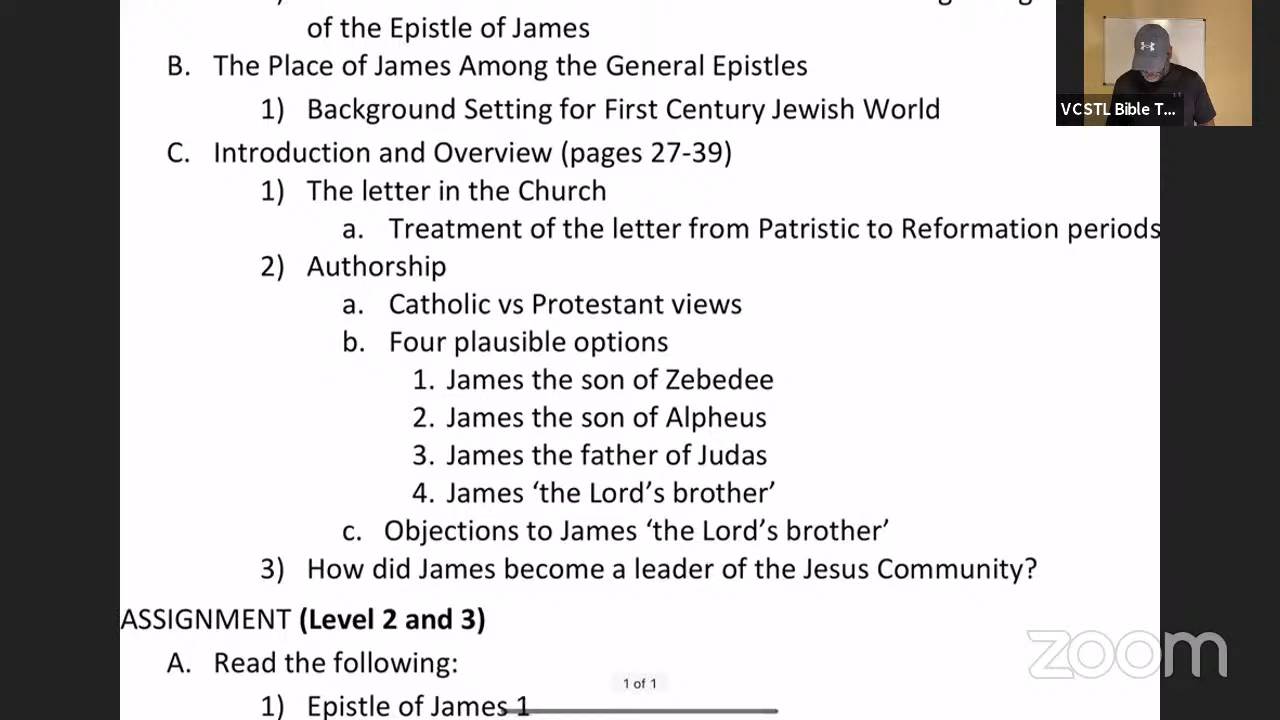 of the Epistle of James
B. The Place of James Among the General Epistles
1) Background Setting for First Century Jewish World
C. Introduction and Overview (pages 27-39)
1) The letter in the Church
a. Treatment of the letter from Patristic to Reformation periods
2) Authorship
a. Catholic vs Protestant views
b. Four plausible options
1. James the son of Zebedee
2. James the son of Alpheus
3. James the father of Judas
4. James ‘the Lord’s brother’
c. Objections to James ‘the Lord’s brother’
3) How did James become a leader of the Jesus Community?
ASSIGNMENT (Level 2 and 3)
A. Read the following:
1) Epistle of James 1
1 of 1
VCSTL Bible T...
zoom